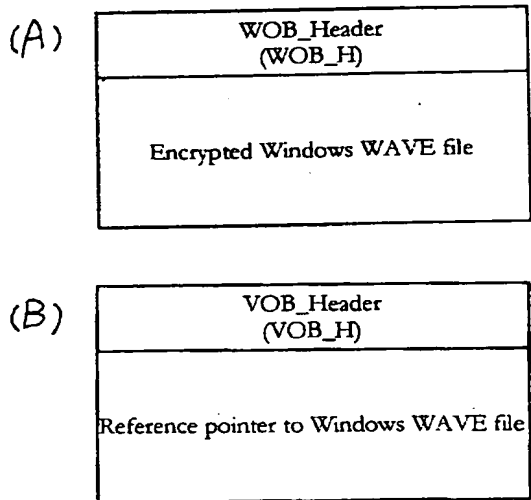 (A)
WOB_Header
(WOB_H)
Encrypted Windows WAVE file
(B)
VOB_Header
(VOB_H)
Reference pointer to Windows WAVE file